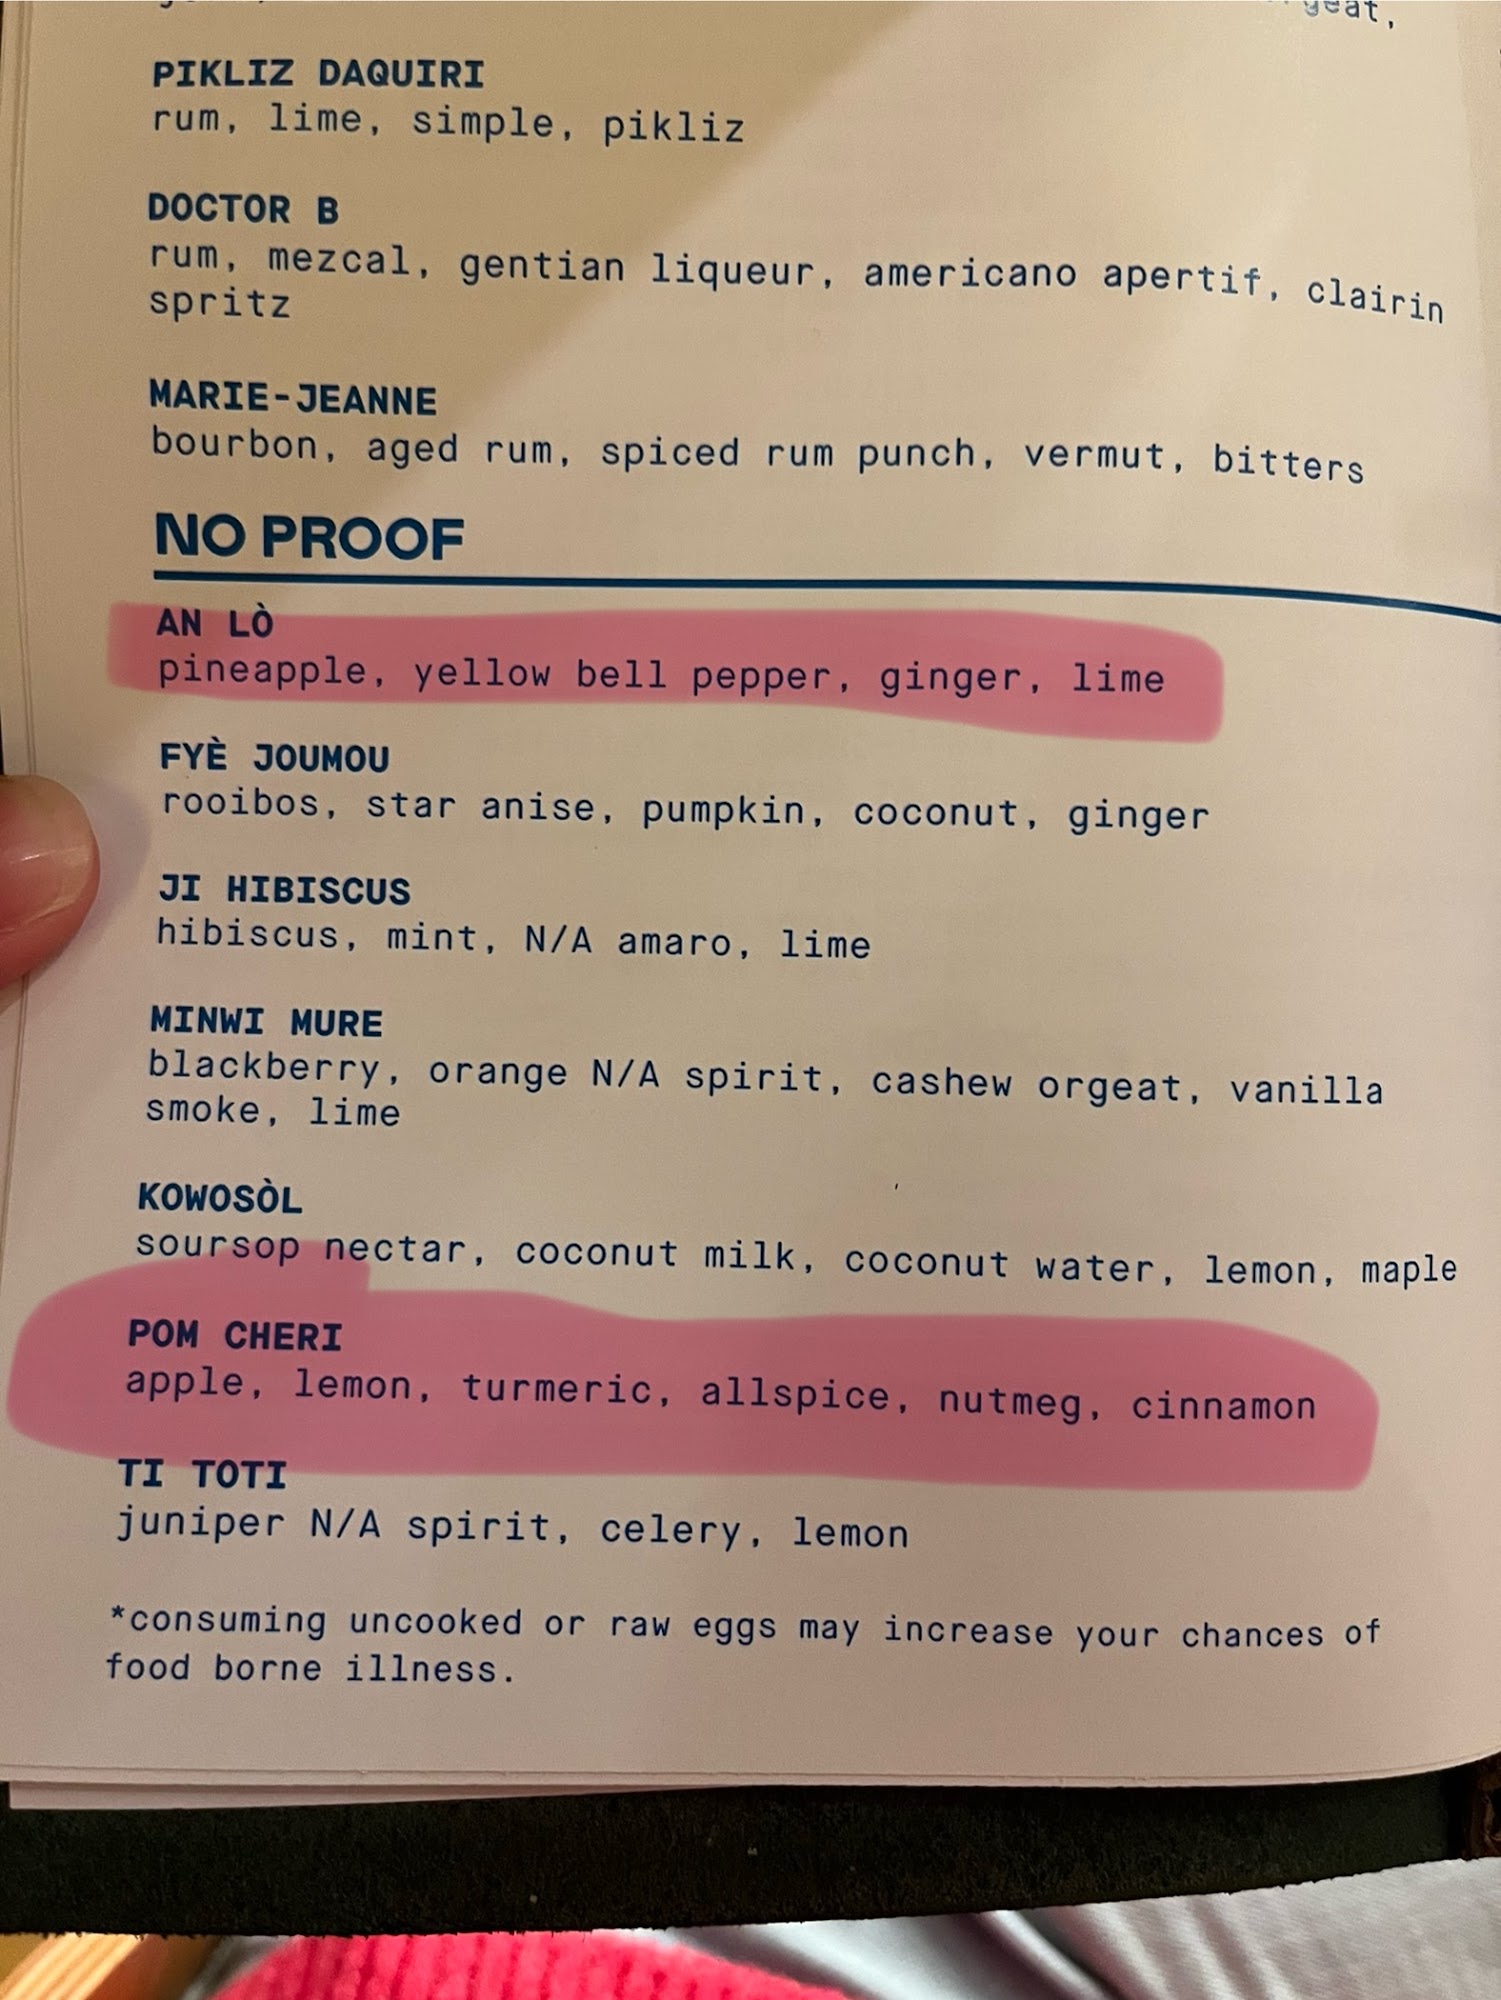 geat,
PIKLIZ DAQUIRI
rum, lime, simple, pikliz
DOCTOR B
rum, mezcal, gentian liqueur, americano apertif, clairin
spritz
MARIE-JEANNE
bourbon, aged rum, spiced rum punch, vermut, bitters
NO PROOF
AN LÒ
pineapple, yellow bell pepper, ginger, lime
FYÈ JOUMOU
rooibos, star anise, pumpkin, coconut, ginger
JI HIBISCUS
hibiscus, mint, N/A amaro, lime
MINWI MURE
blackberry, orange N/A spirit, cashew orgeat, vanilla
smoke, lime
KOWOSÒL
soursop nectar, coconut milk, coconut water, lemon, maple
POM CHERI
apple, lemon, turmeric, allspice, nutmeg, cinnamon
TI TOTI
juniper N/A spirit, celery, lemon
*consuming uncooked or raw eggs may increase your chances of
food borne illness.